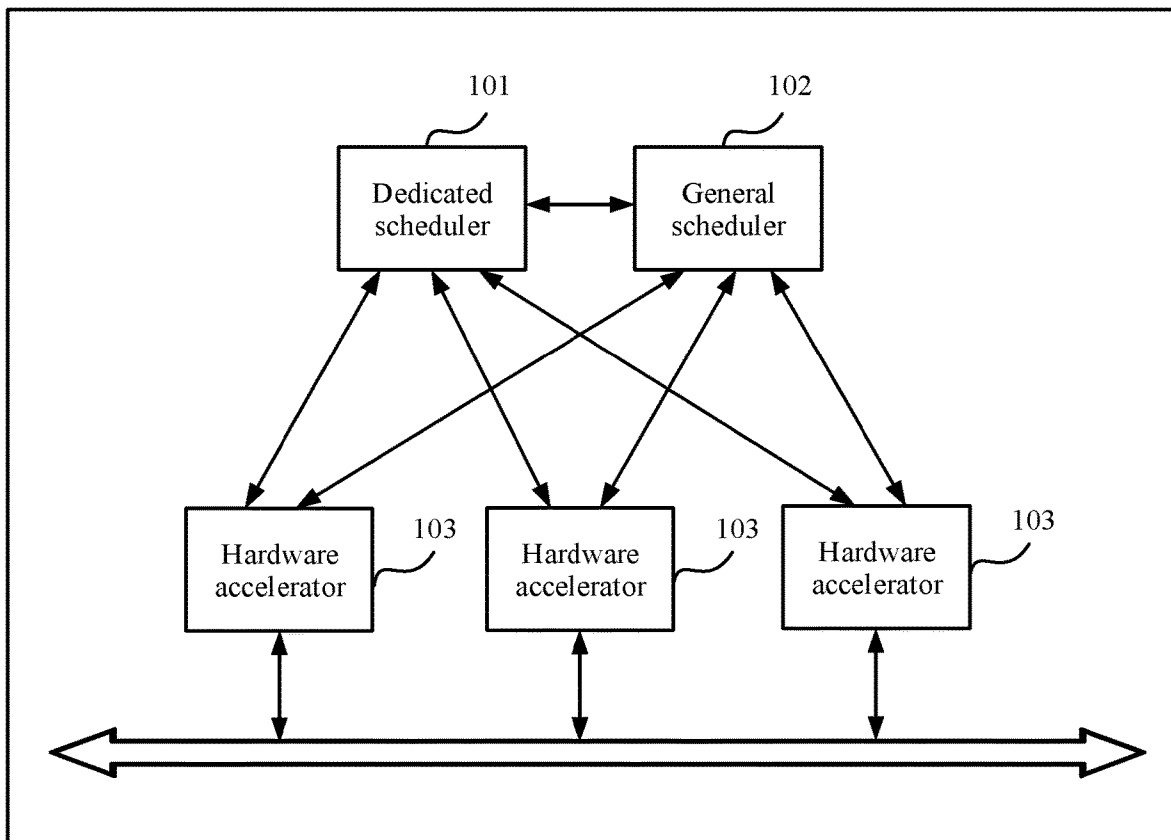 101
102
Dedicated
scheduler
General
scheduler
103
103
103
Hardware
accelerator
Hardware
accelerator
Hardware
accelerator